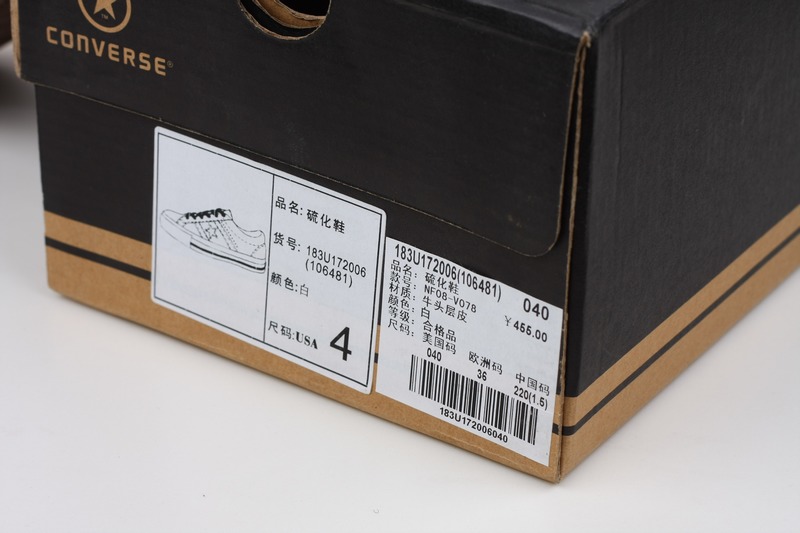 CONVERSE®
品名: 硫化鞋
货号: 183U172006
(106481)
颜色: 白
尺码: USA 4
183U172006(106481) 040
品名: 硫化鞋
款号: NF08-V078 ¥455.00
材质: 牛头层皮
颜色: 白
等级: 合格品
尺码: 美国码 欧洲码 中国码
040 36 220(1.5)
183U172006040